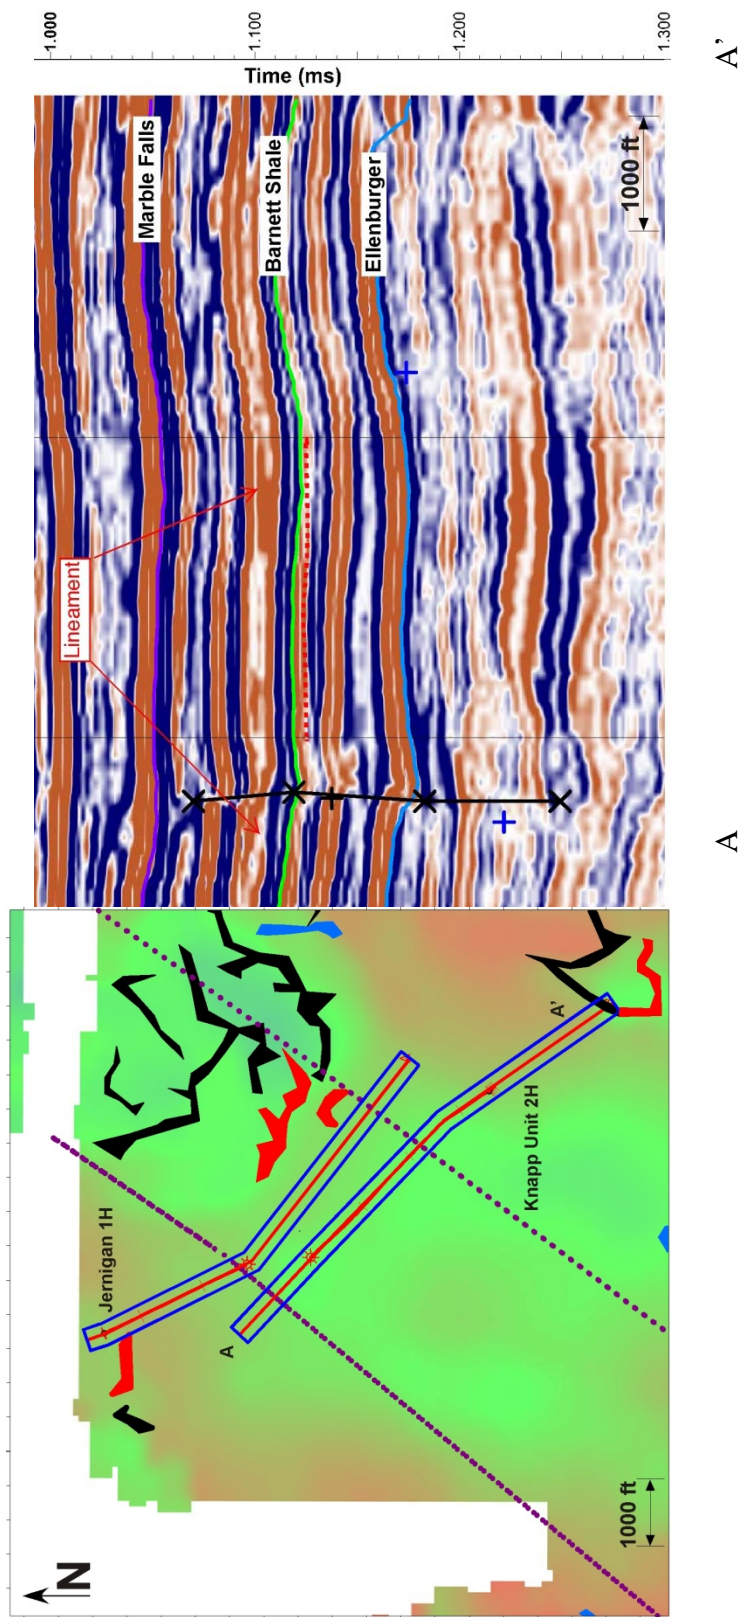 1.000
1.100
1.200
1.300
Time (ms)
Marble Falls
Barnett Shale
Ellenburger
Lineament
1000 ft
A
A'
N
Jernigan 1H
Knapp Unit 2H
A
A'
1000 ft